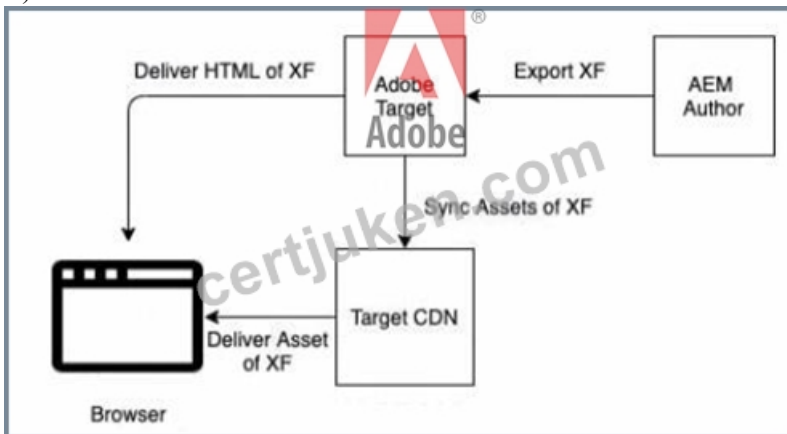 ®
Deliver HTML of XF
Adobe
Target
Export XF
AEM
Author
Adobe
Sync Assets of XF
certjuken.com
Target CDN
Deliver Asset
of XF
Browser